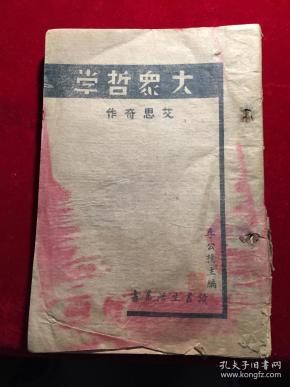 大眾哲学
艾思奇作
李公樸主編
讀書生活叢書
孔夫子旧书网